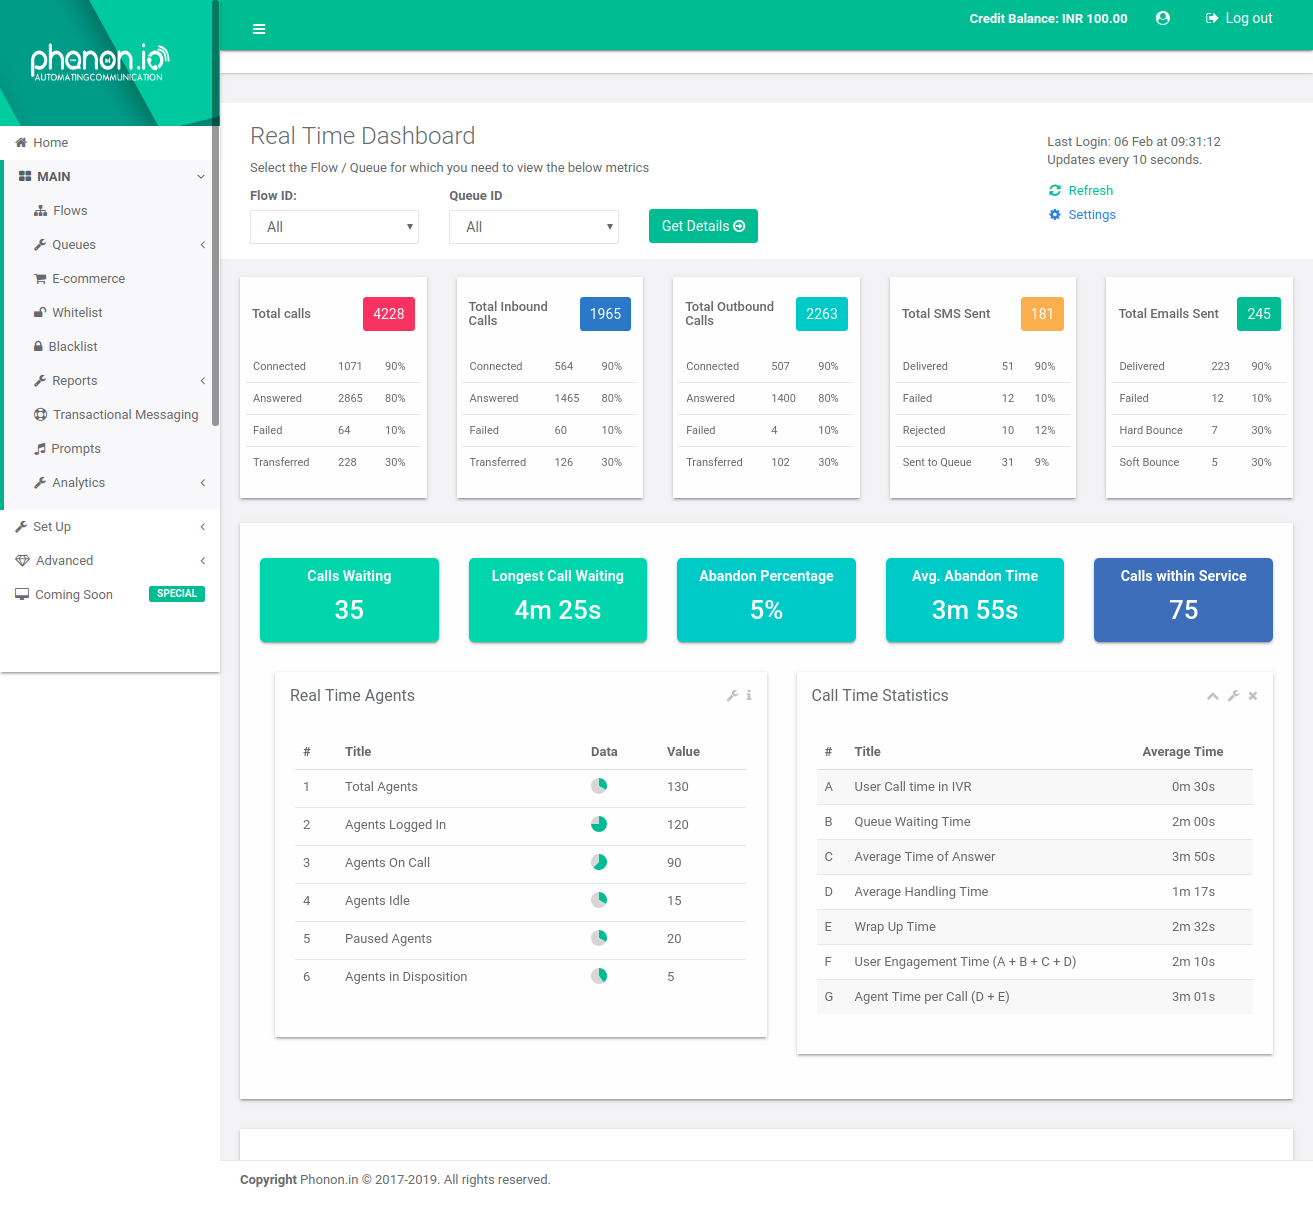 phonon.io
AUTOMATINGCOMMUNICATION
Credit Balance: INR 100.00
Log out
Home
MAIN
Flows
Queues
E-commerce
Whitelist
Blacklist
Reports
Transactional Messaging
Prompts
Analytics
Set Up
Advanced
Coming Soon SPECIAL
Real Time Dashboard
Select the Flow / Queue for which you need to view the below metrics
Flow ID: Queue ID
All All Get Details
Last Login: 06 Feb at 09:31:12
Updates every 10 seconds.
Refresh
Settings
Total calls 4228
Connected 1071 90%
Answered 2865 80%
Failed 64 10%
Transferred 228 30%
Total Inbound
Calls
1965
Connected 564 90%
Answered 1465 80%
Failed 60 10%
Transferred 126 30%
Total Outbound
Calls
2263
Connected 507 90%
Answered 1400 80%
Failed 4 10%
Transferred 102 30%
Total SMS Sent 181
Delivered 51 90%
Failed 12 10%
Rejected 10 12%
Sent to Queue 31 9%
Total Emails Sent 245
Delivered 223 90%
Failed 12 10%
Hard Bounce 7 30%
Soft Bounce 5 30%
Calls Waiting
35
Longest Call Waiting
4m 25s
Abandon Percentage
5%
Avg. Abandon Time
3m 55s
Calls within Service
75
Real Time Agents
# Title Data Value
1 Total Agents 130
2 Agents Logged In 120
3 Agents On Call 90
4 Agents Idle 15
5 Paused Agents 20
6 Agents in Disposition 5
Call Time Statistics
# Title Average Time
A User Call time in IVR 0m 30s
B Queue Waiting Time 2m 00s
C Average Time of Answer 3m 50s
D Average Handling Time 1m 17s
E Wrap Up Time 2m 32s
F User Engagement Time (A + B + C + D) 2m 10s
G Agent Time per Call (D + E) 3m 01s
Copyright Phonon.in © 2017-2019. All rights reserved.